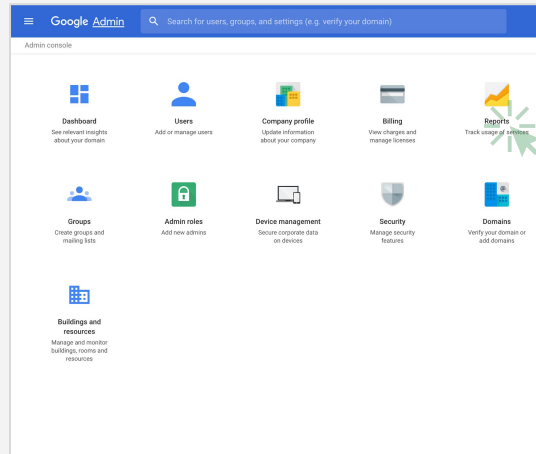 Google Admin
Search for users, groups, and settings (e.g. verify your domain)
Admin console
Dashboard
See relevant insights
about your domain
Users
Add or manage users
Company profile
Update information
about your company
Billing
View charges and
manage licenses
Reports
Track usage of services
Groups
Create groups and
mailing lists
Admin roles
Add new admins
Device management
Secure corporate data
on devices
Security
Manage security
features
Domains
Verify your domain or
add domains
Buildings and
resources
Manage and monitor
buildings, rooms and
resources